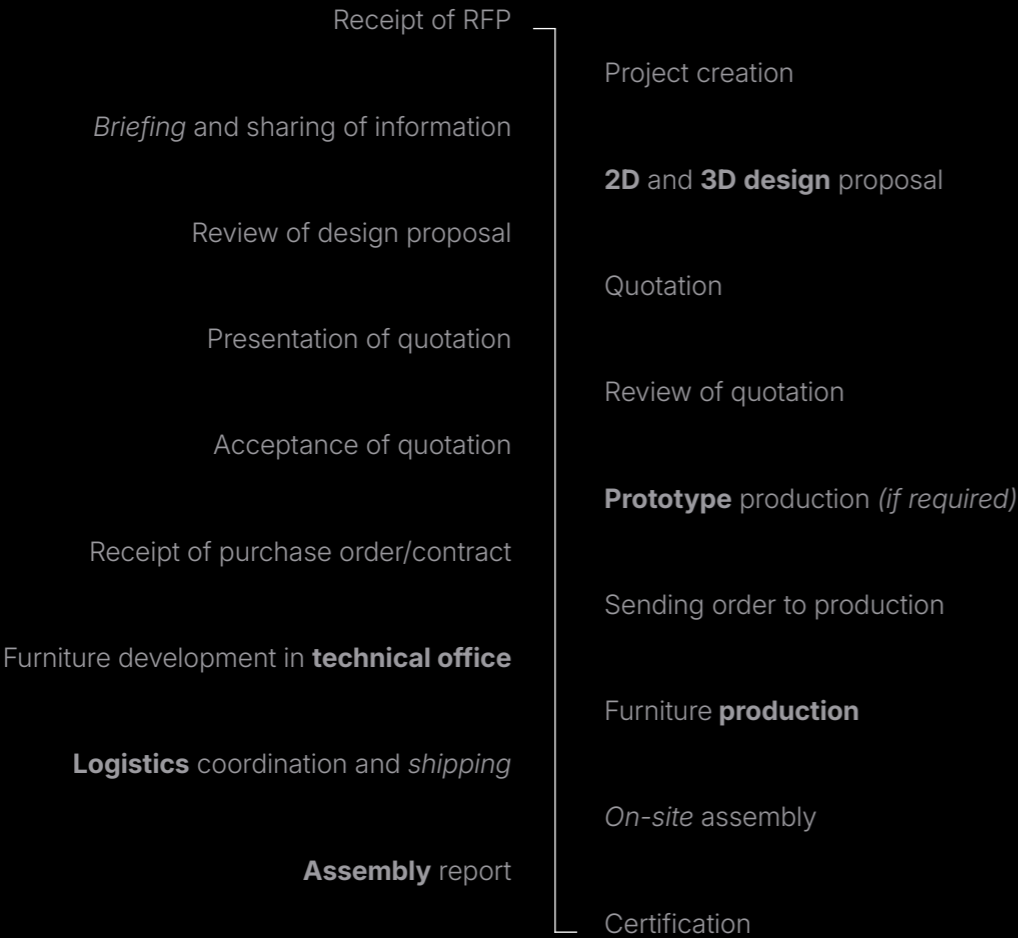 Receipt of RFP
Project creation
Briefing and sharing of information
2D and 3D design proposal
Review of design proposal
Quotation
Presentation of quotation
Review of quotation
Acceptance of quotation
Prototype production (if required)
Receipt of purchase order/contract
Sending order to production
Furniture development in technical office
Furniture production
Logistics coordination and shipping
On-site assembly
Assembly report
Certification